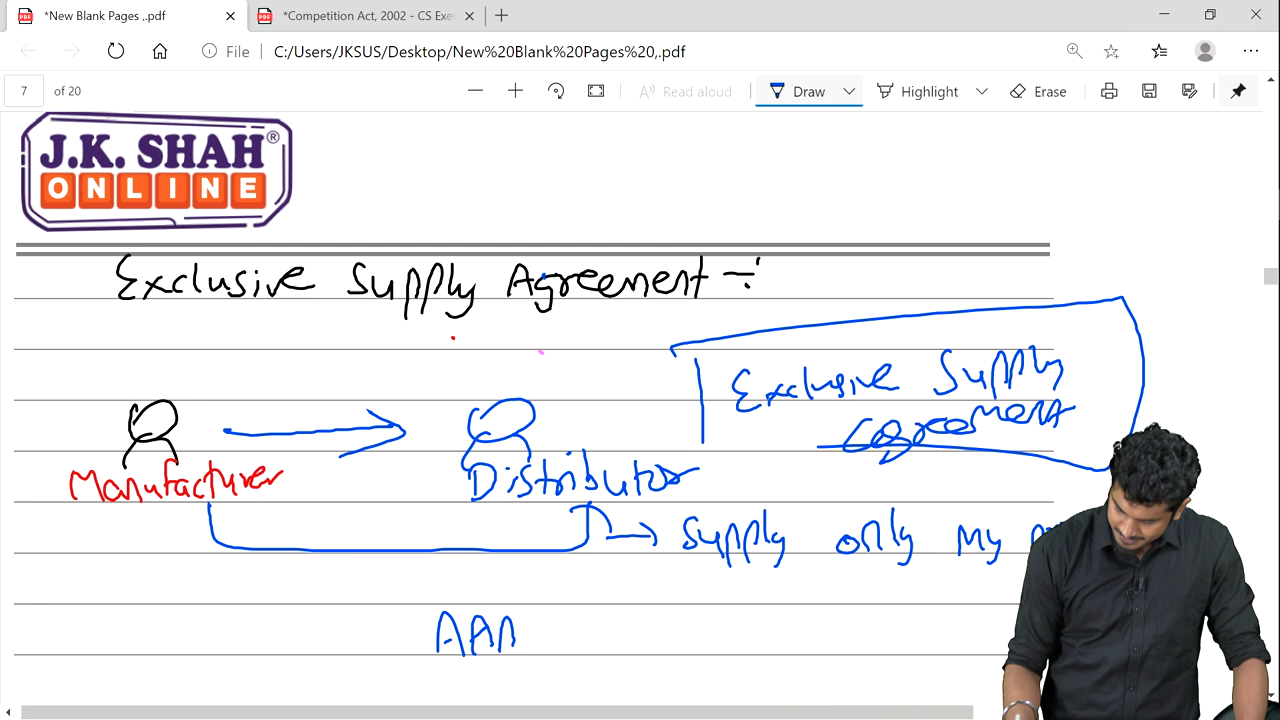 *New Blank Pages ,.pdf
*Competition Act, 2002 - CS Exec
File C:/Users/JKSUS/Desktop/New%20Blank%20Pages%20,.pdf
7 of 20 Read aloud Draw Highlight Erase
J.K. SHAH®
ONLINE
Exclusive Supply Agreement ÷
Exclusive Supply
agreement
Manufacturer
Distributor
Supply only my